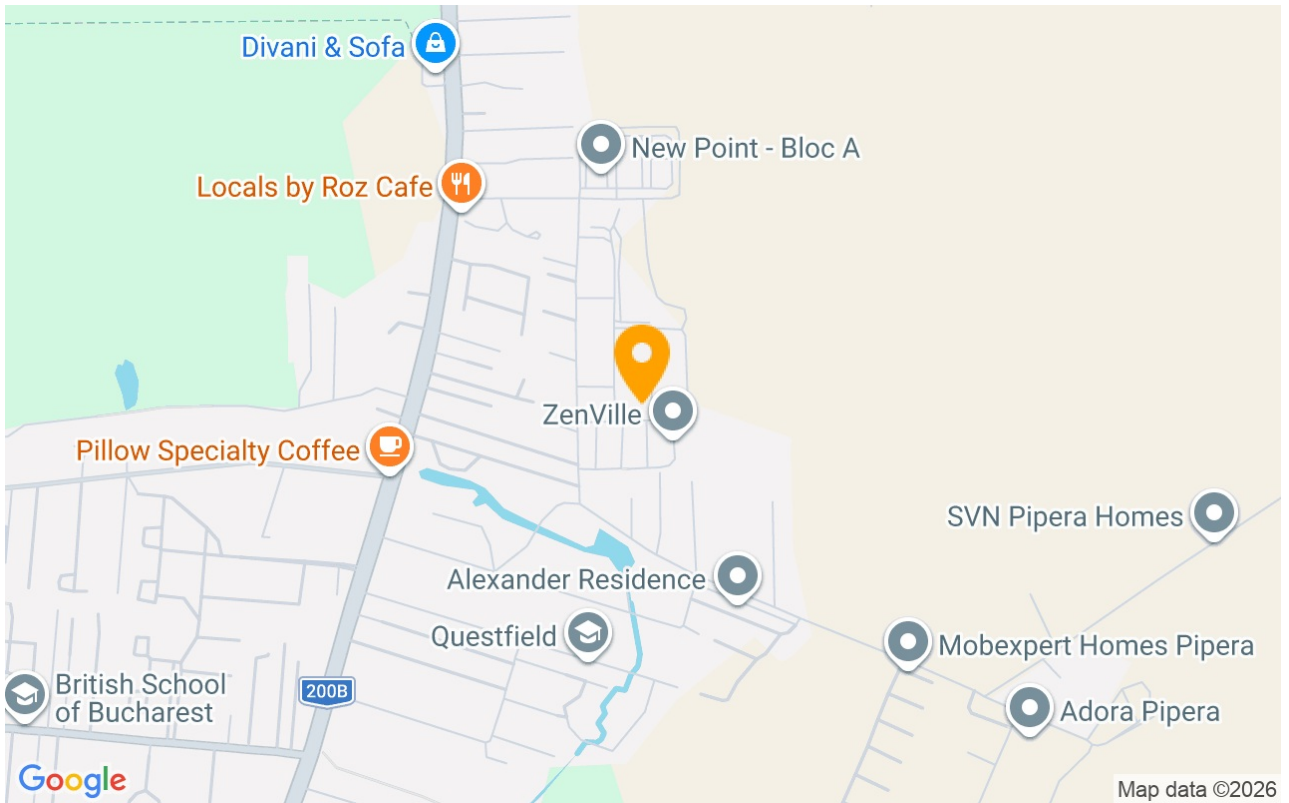 Divani & Sofa
New Point - Bloc A
Locals by Roz Cafe
ZenVille
Pillow Specialty Coffee
SVN Pipera Homes
Alexander Residence
Questfield
Mobexpert Homes Pipera
British School
of Bucharest
200B
Adora Pipera
Google
Map data ©2026